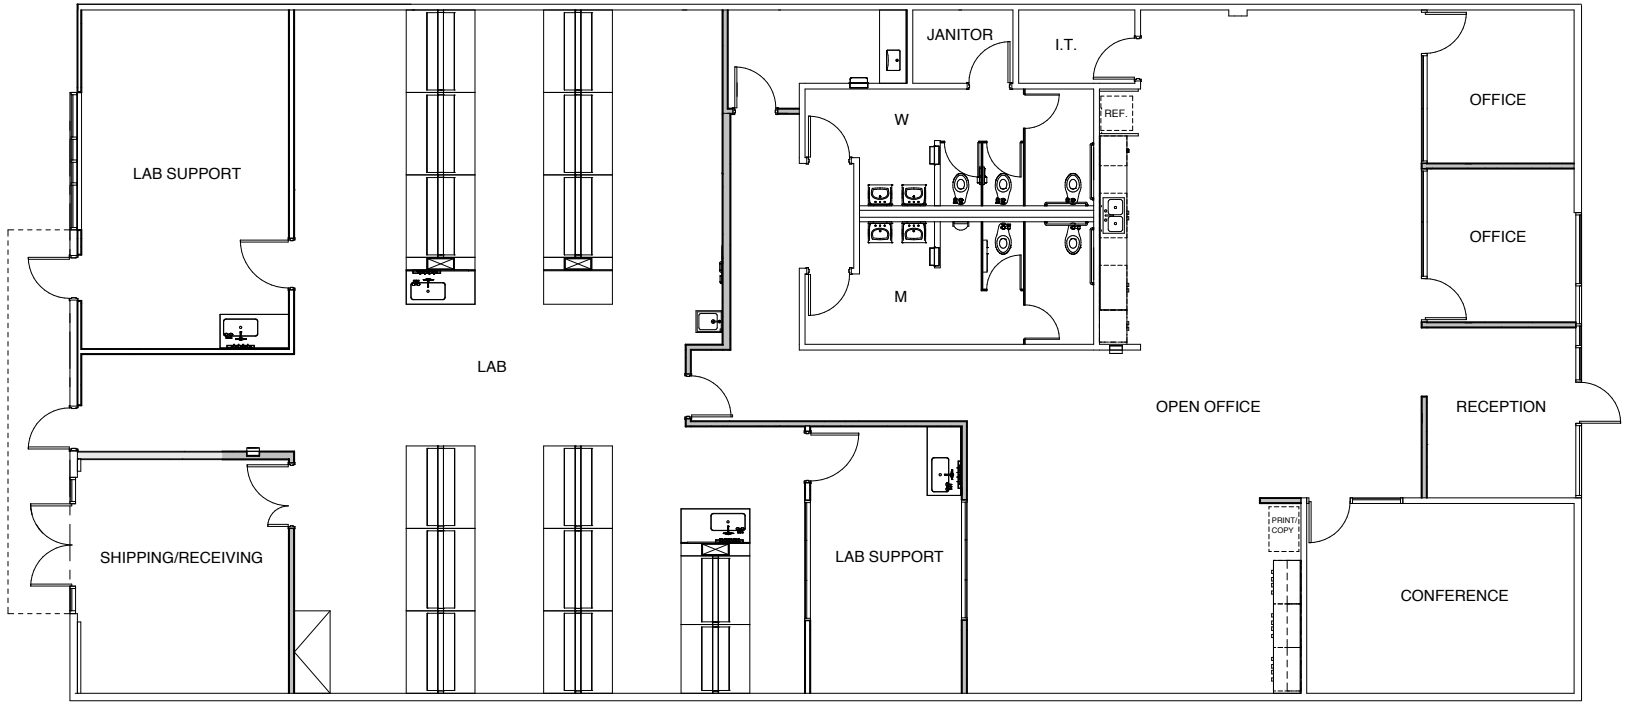 JANITOR
I.T.
OFFICE
REF.
W
LAB SUPPORT
OFFICE
M
LAB
OPEN OFFICE
RECEPTION
PRINT/
COPY
SHIPPING/RECEIVING
LAB SUPPORT
CONFERENCE